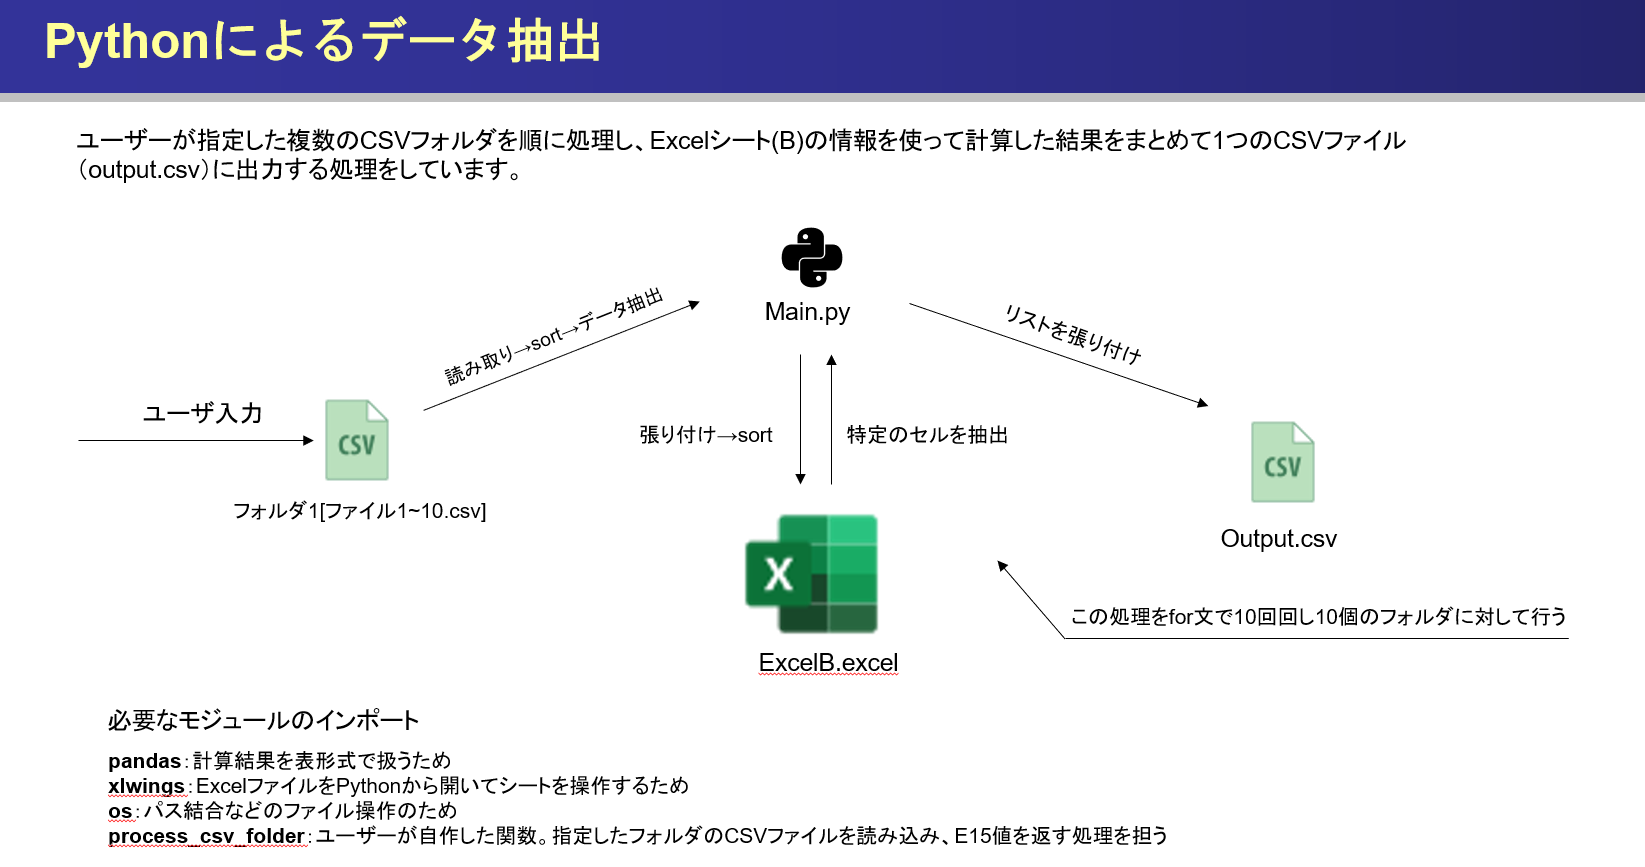 Pythonによるデータ抽出
ユーザーが指定した複数のCSVフォルダを順に処理し、Excelシート(B)の情報を使って計算した結果をまとめて1つのCSVファイル
（output.csv）に出力する処理をしています。
Main.py
読み取り→sort→データ抽出
リストを張り付け
ユーザ入力
CSV
張り付け→sort
特定のセルを抽出
CSV
フォルダ1[ファイル1~10.csv]
Output.csv
X
この処理をfor文で10回回し10個のフォルダに対して行う
ExcelB.excel
必要なモジュールのインポート
pandas：計算結果を表形式で扱うため
xlwings：ExcelファイルをPythonから開いてシートを操作するため
os：パス結合などのファイル操作のため
process_csv_folder：ユーザーが自作した関数。指定したフォルダのCSVファイルを読み込み、E15値を返す処理を担う